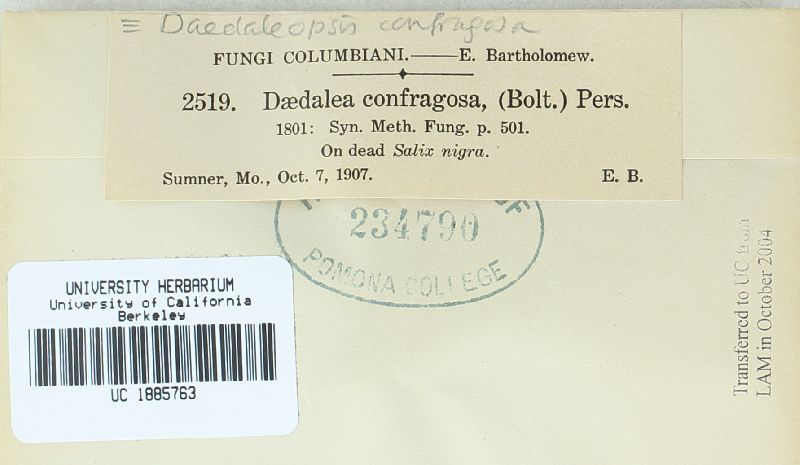 ≡ Daedaleopsis confragosa
FUNGI COLUMBIANI.——E. Bartholomew.
2519. Dædalea confragosa, (Bolt.) Pers.
1801: Syn. Meth. Fung. p. 501.
On dead Salix nigra.
Sumner, Mo., Oct. 7, 1907. E. B.
234790
POMONA COLLEGE
UNIVERSITY HERBARIUM
University of California
Berkeley
UC 1885763
Transferred to UC from
LAM in October 2004